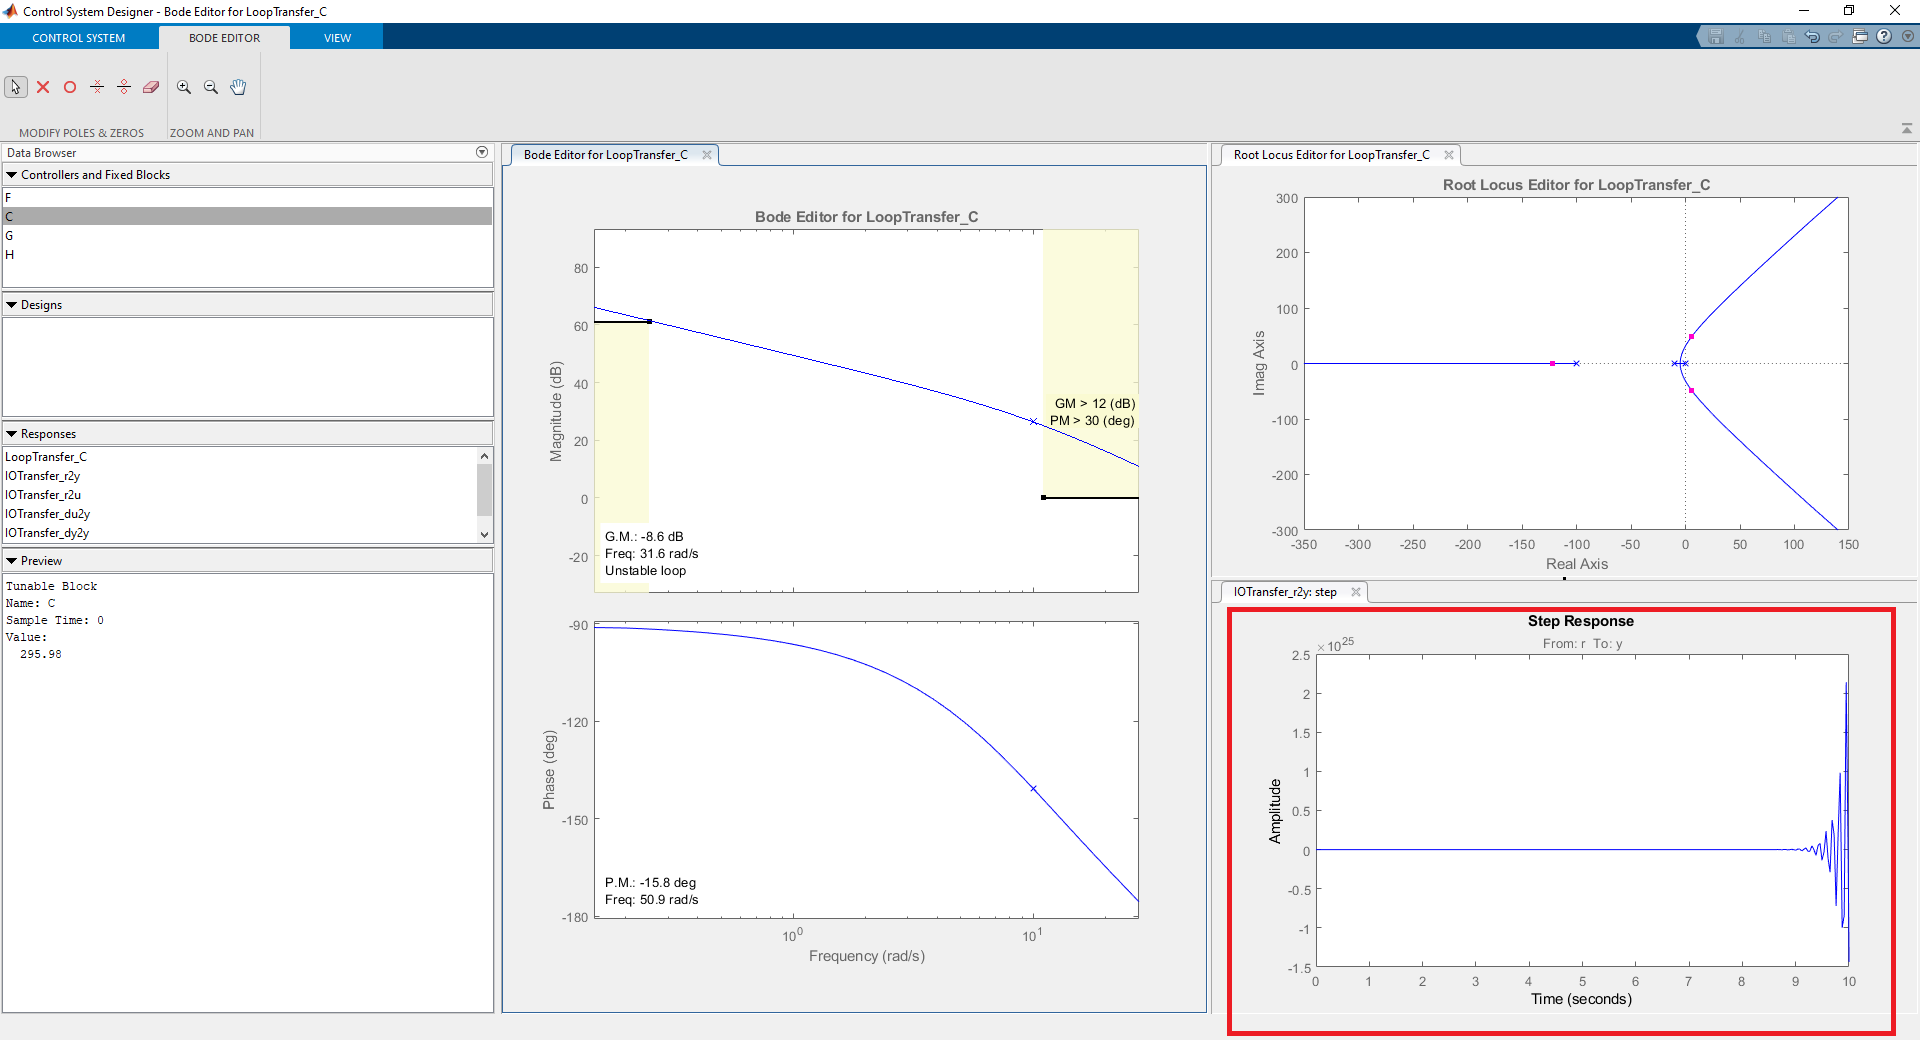 Control System Designer - Bode Editor for LoopTransfer_C
CONTROL SYSTEM
BODE EDITOR
VIEW
MODIFY POLES & ZEROS
ZOOM AND PAN
Data Browser
Controllers and Fixed Blocks
F
C
G
H
Designs
Responses
LoopTransfer_C
IOTransfer_r2y
IOTransfer_r2u
IOTransfer_du2y
IOTransfer_dy2y
Preview
Tunable Block
Name: C
Sample Time: 0
Value:
295.98
Bode Editor for LoopTransfer_C
Bode Editor for LoopTransfer_C
Magnitude (dB)
80
60
40
20
0
-20
GM > 12 (dB)
PM > 30 (deg)
G.M.: -8.6 dB
Freq: 31.6 rad/s
Unstable loop
Phase (deg)
-90
-120
-150
-180
P.M.: -15.8 deg
Freq: 50.9 rad/s
10^0
10^1
Frequency (rad/s)
Root Locus Editor for LoopTransfer_C
Root Locus Editor for LoopTransfer_C
Imag Axis
300
200
100
0
-100
-200
-300
-350 -300 -250 -200 -150 -100 -50 0 50 100 150
Real Axis
IOTransfer_r2y: step
Step Response
From: r To: y
×10^25
Amplitude
2.5
2
1.5
1
0.5
0
-0.5
-1
-1.5
0 1 2 3 4 5 6 7 8 9 10
Time (seconds)